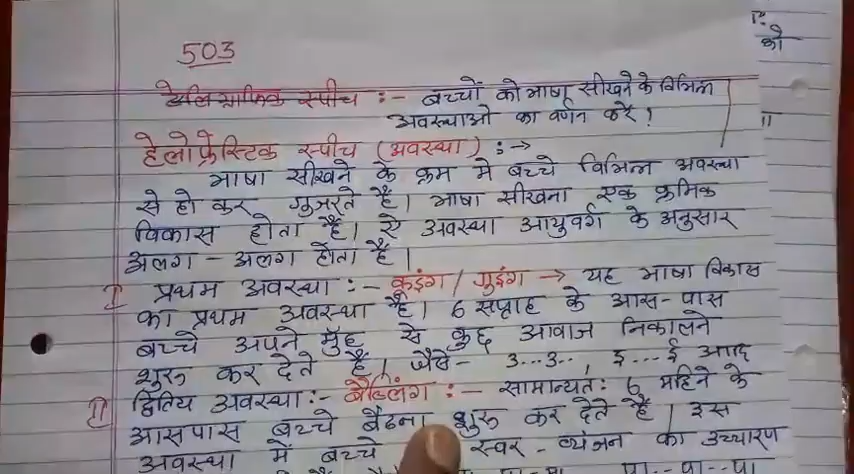 को
503
टेलिग्राफिक स्पीच :- बच्चों को भाषा सीखने के विभिन्न
अवस्थाओ का वर्णन करें !
हेलोफ्रेस्टिक स्पीच (अवस्था) :→
भाषा सीखने के क्रम मे बच्चे विभिन्न अवस्था
से हो कर गुजरते है। भाषा सीखना एक क्रमिक
विकास होता है। ऐ अवस्था आयुवर्ग के अनुसार
अलग - अलग होता है।
I प्रथम अवस्था :- कुइंग / गुइंग → यह भाषा विकास
का प्रथम अवस्था है। 6 सप्ताह के आस-पास
बच्चे अपने मुँह से कुछ आवाज निकालने
शुरू कर देते हैं, जैसे- उ...उ.. , इ...ई आदि
II द्वितिय अवस्था :- बैब्लिंग :- सामान्यत: 6 महिने के
आसपास बच्चे बैठना शुरू कर देते हैं। इस
अवस्था में बच्चे स्वर - व्यंजन का उच्चारण